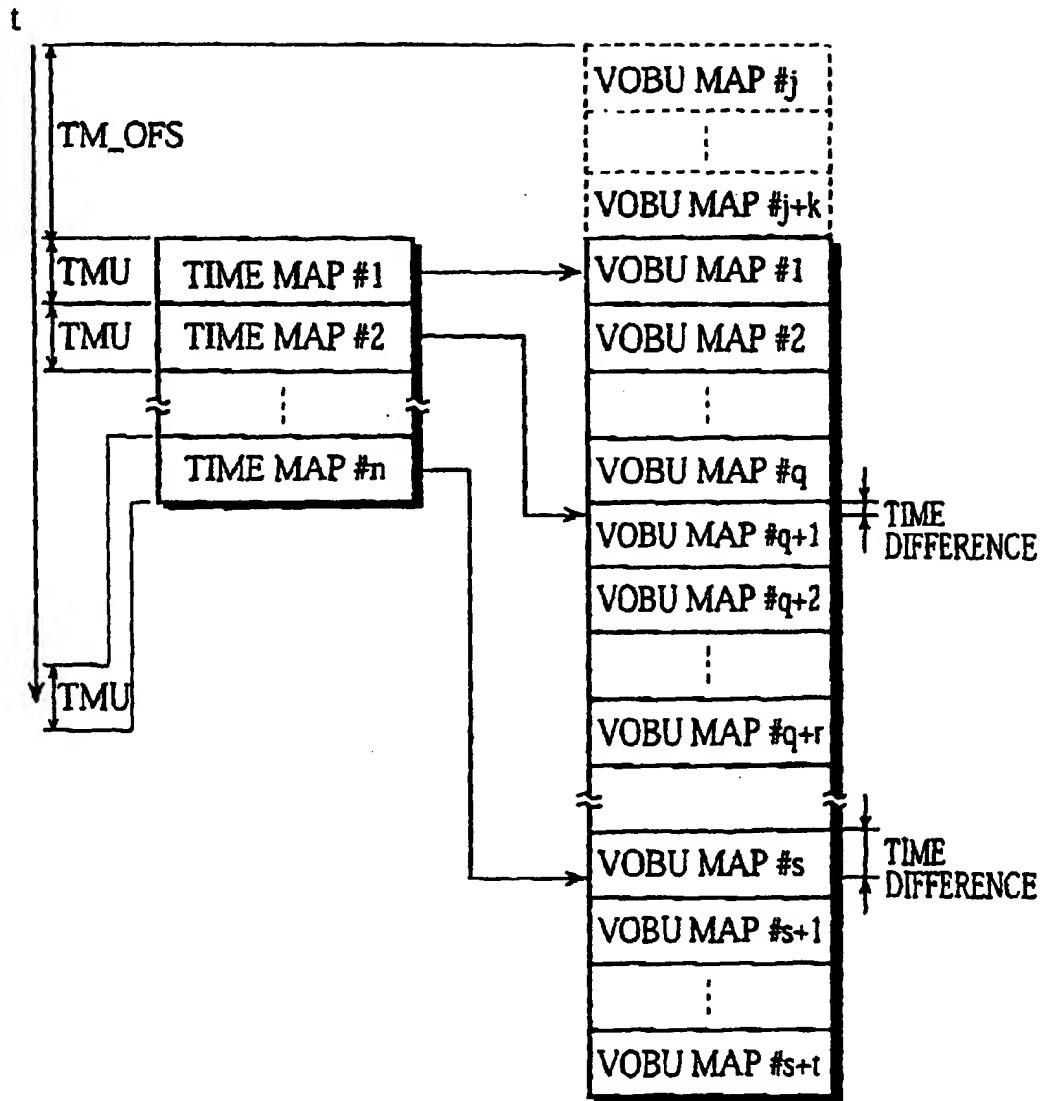 t
VOBU MAP #j
TM_OFS
VOBU MAP #j+k
TMU
TIME MAP #1
VOBU MAP #1
TMU
TIME MAP #2
VOBU MAP #2
TIME MAP #n
VOBU MAP #q
VOBU MAP #q+1
TIME
DIFFERENCE
VOBU MAP #q+2
TMU
VOBU MAP #q+r
VOBU MAP #s
TIME
DIFFERENCE
VOBU MAP #s+1
VOBU MAP #s+t